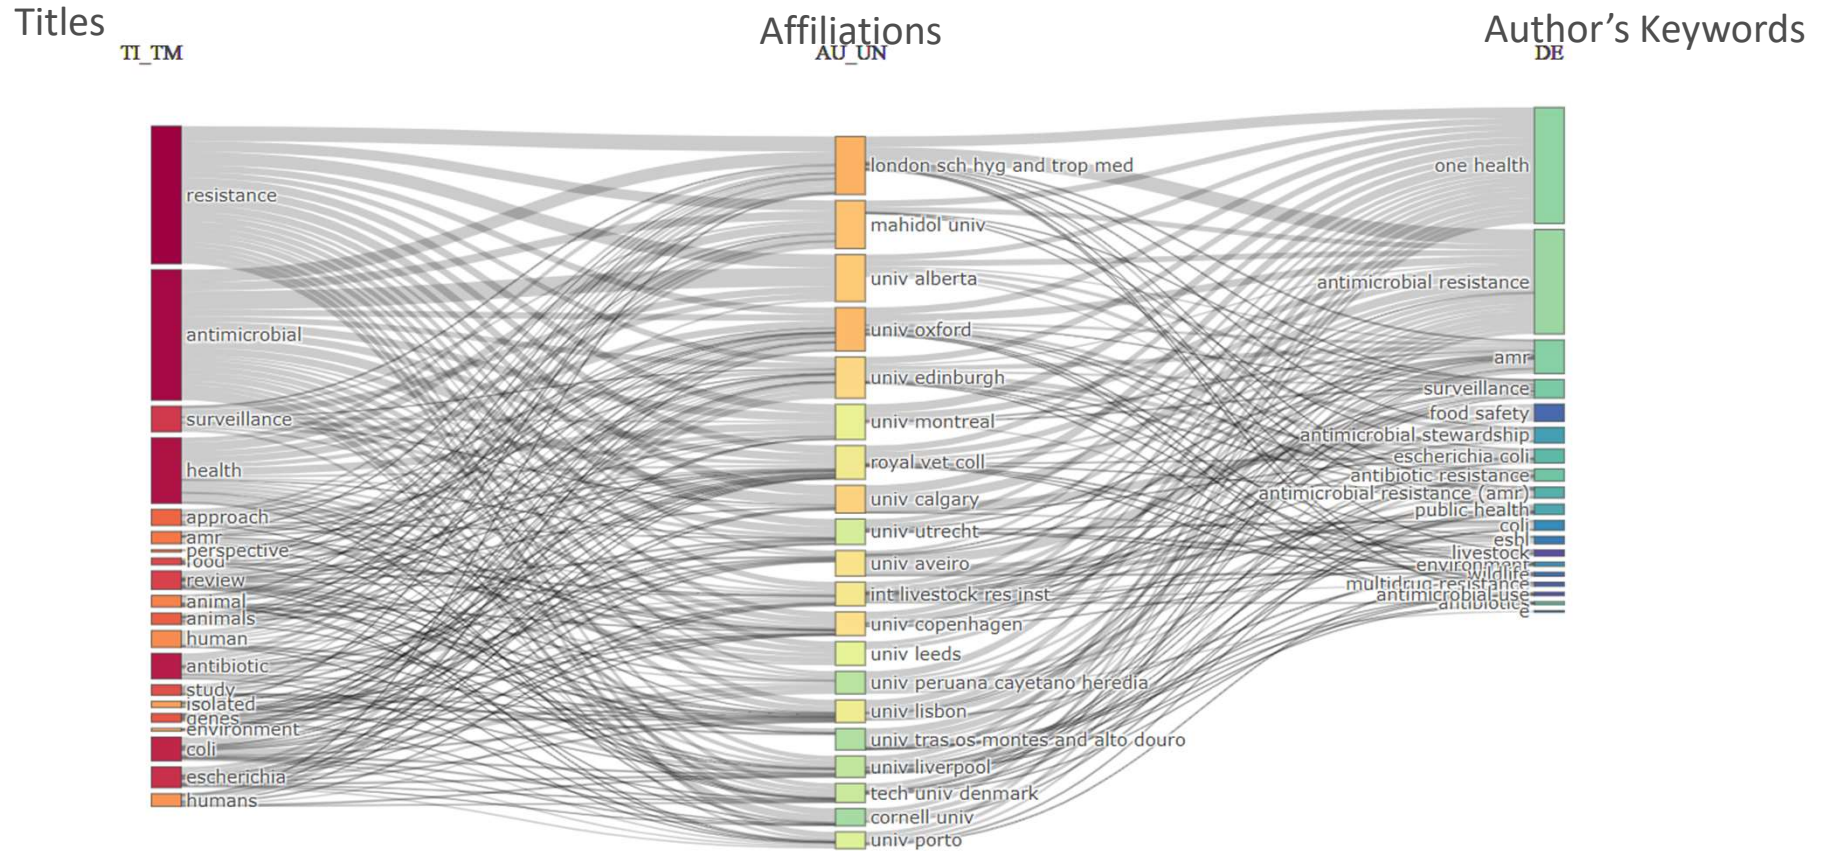 Titles
Affiliations
Author's Keywords
TI_TM
AU_UN
DE
resistance
antimicrobial
surveillance
health
approach
amr
perspective
food
review
animal
animals
human
antibiotic
study
isolated
genes
environment
coli
escherichia
humans
london sch hyg and trop med
mahidol univ
univ alberta
univ oxford
univ edinburgh
univ montreal
royal vet coll
univ calgary
univ utrecht
univ aveiro
int livestock res inst
univ copenhagen
univ leeds
univ peruana cayetano heredia
univ lisbon
univ tras os montes and alto douro
univ liverpool
tech univ denmark
cornell univ
univ porto
one health
antimicrobial resistance
amr
surveillance
food safety
antimicrobial stewardship
escherichia coli
antibiotic resistance
antimicrobial resistance (amr)
public health
coli
esbl
livestock
environment
wildlife
multidrug resistance
antimicrobial use
antibiotics
e